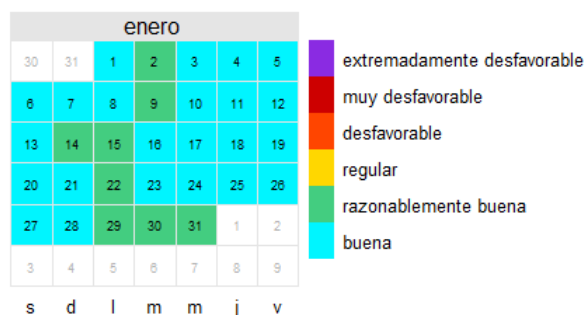 enero
30 31 1 2 3 4 5
6 7 8 9 10 11 12
13 14 15 16 17 18 19
20 21 22 23 24 25 26
27 28 29 30 31 1 2
3 4 5 6 7 8 9
s d l m m j v
extremadamente desfavorable
muy desfavorable
desfavorable
regular
razonablemente buena
buena